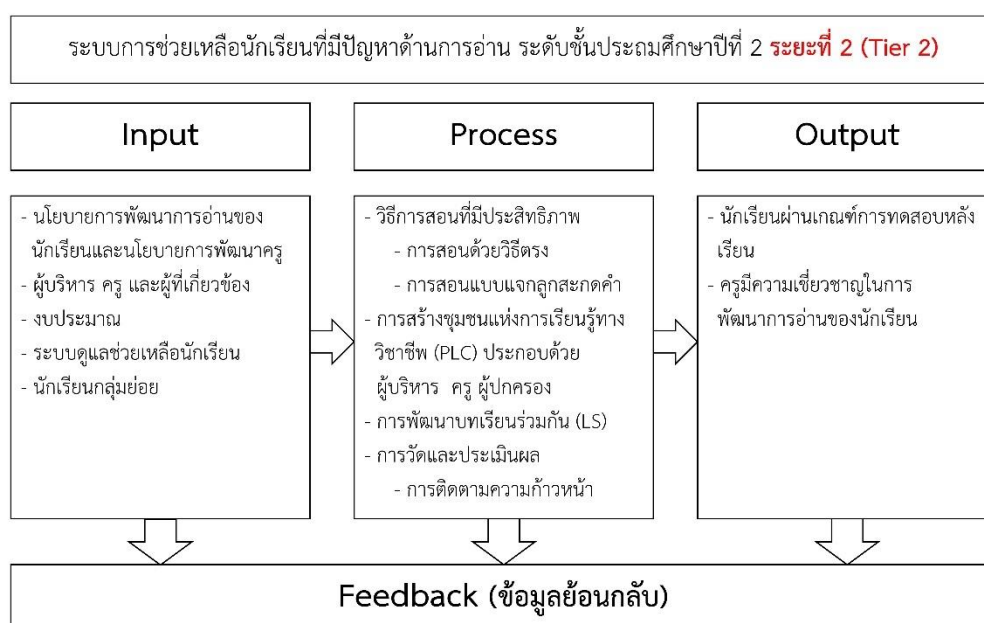 ระบบการช่วยเหลือนักเรียนที่มีปัญหาด้านการอ่าน ระดับชั้นประถมศึกษาปีที่ 2 ระยะที่ 2 (Tier 2)
Input
- นโยบายการพัฒนาการอ่านของ
นักเรียนและนโยบายการพัฒนาครู
- ผู้บริหาร ครู และผู้ที่เกี่ยวข้อง
- งบประมาณ
- ระบบดูแลช่วยเหลือนักเรียน
- นักเรียนกลุ่มย่อย
Process
- วิธีการสอนที่มีประสิทธิภาพ
- การสอนด้วยวิธีตรง
- การสอนแบบแจกลูกสะกดคำ
- การสร้างชุมชนแห่งการเรียนรู้ทาง
วิชาชีพ (PLC) ประกอบด้วย
ผู้บริหาร ครู ผู้ปกครอง
- การพัฒนาบทเรียนร่วมกัน (LS)
- การวัดและประเมินผล
- การติดตามความก้าวหน้า
Output
- นักเรียนผ่านเกณฑ์การทดสอบหลัง
เรียน
- ครูมีความเชี่ยวชาญในการ
พัฒนาการอ่านของนักเรียน
Feedback (ข้อมูลย้อนกลับ)